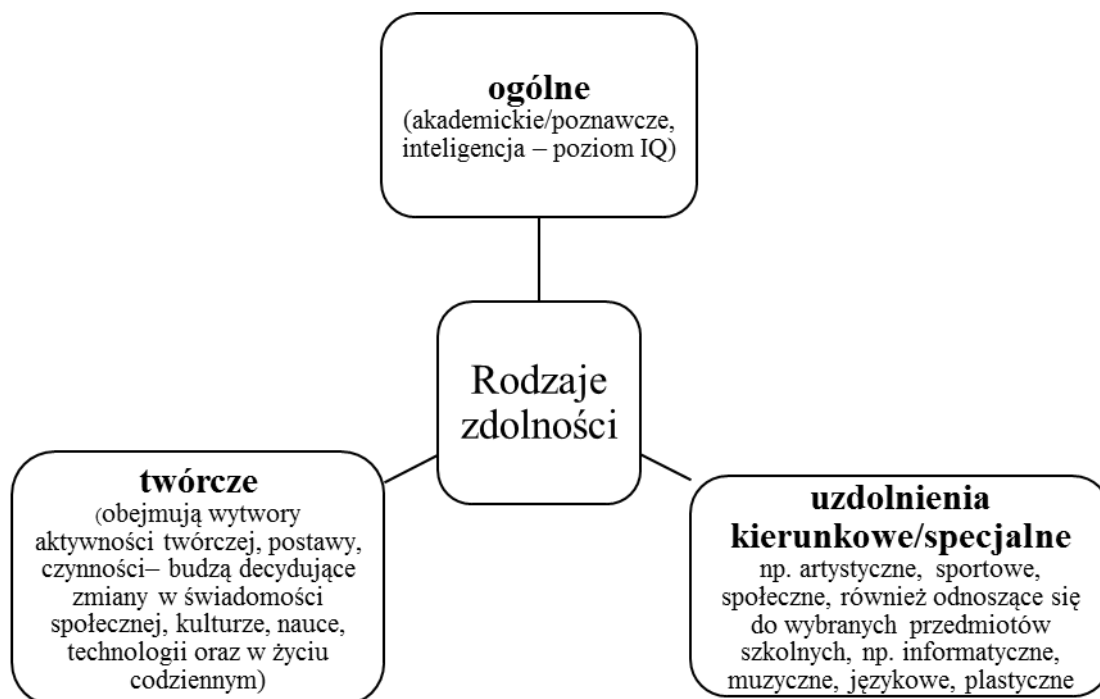 ogólne
(akademickie/poznawcze,
inteligencja – poziom IQ)
Rodzaje
zdolności
twórcze
(obejmują wytwory
aktywności twórczej, postawy,
czynności– budzą decydujące
zmiany w świadomości
społecznej, kulturze, nauce,
technologii oraz w życiu
codziennym)
uzdolnienia
kierunkowe/specjalne
np. artystyczne, sportowe,
społeczne, również odnoszące się
do wybranych przedmiotów
szkolnych, np. informatyczne,
muzyczne, językowe, plastyczne